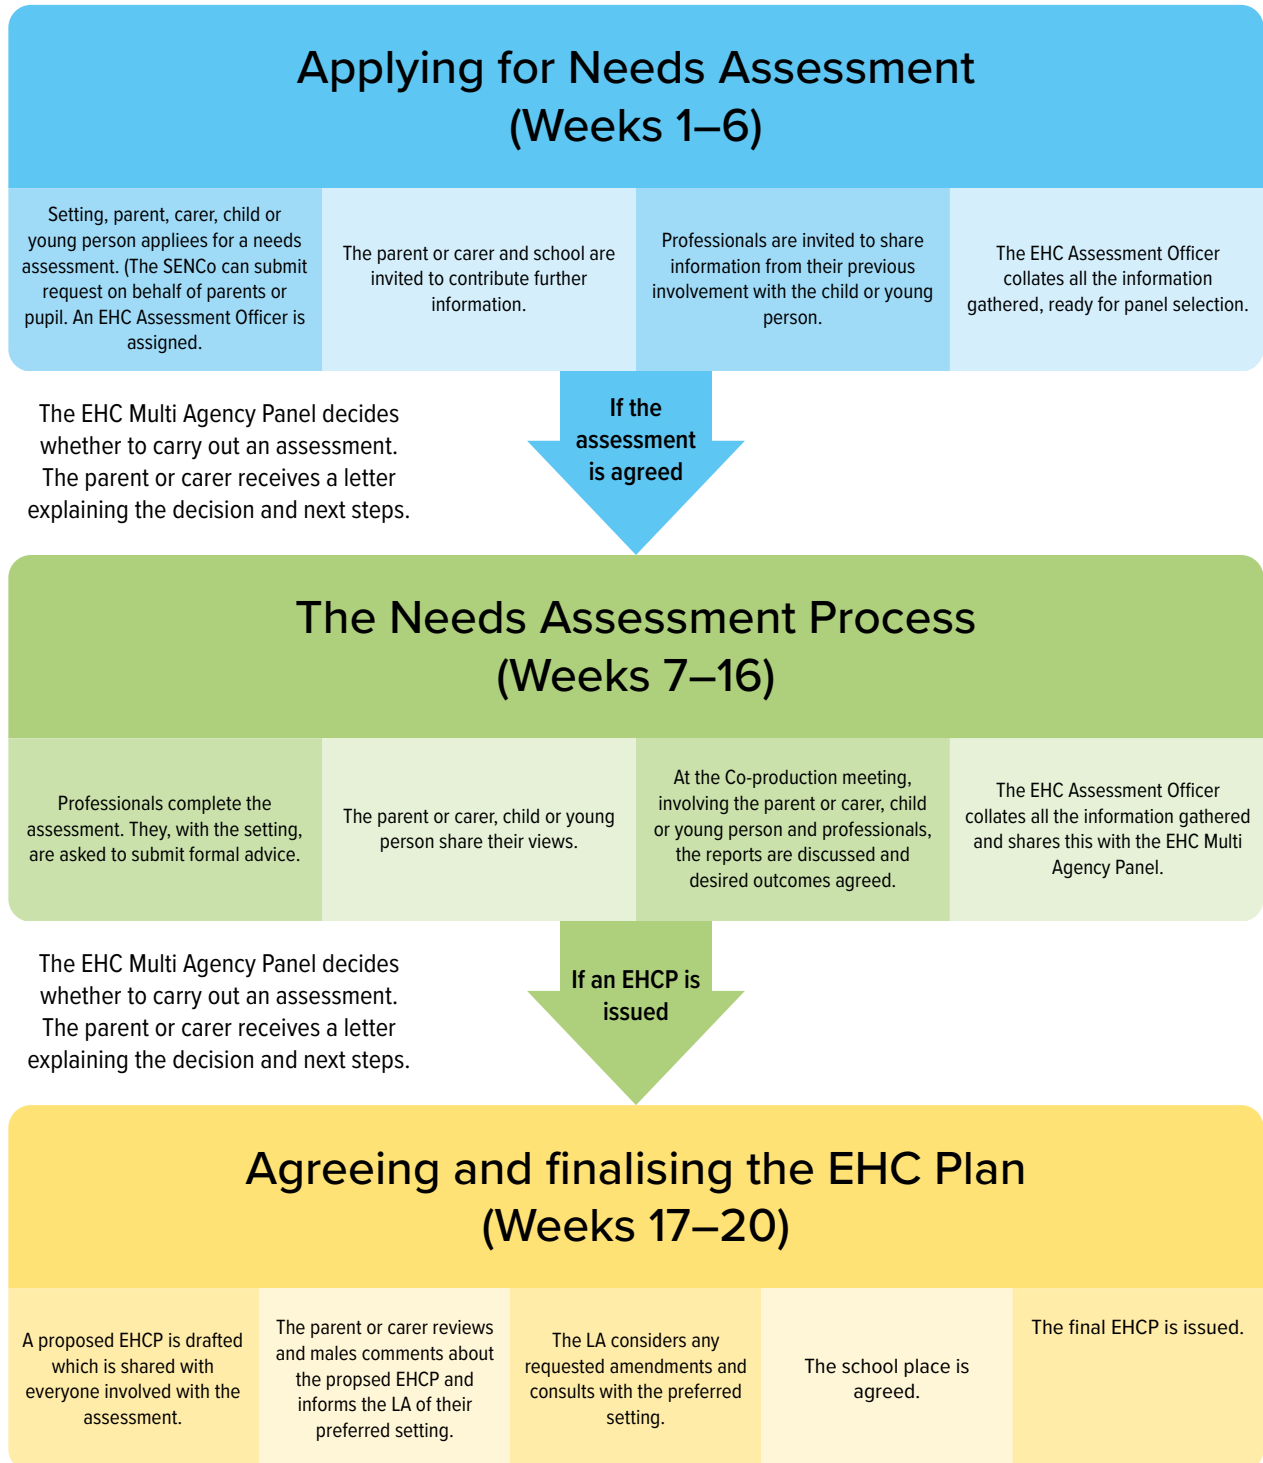 Applying for Needs Assessment
(Weeks 1–6)
Setting, parent, carer, child or
young person appliees for a needs
assessment. (The SENCo can submit
request on behalf of parents or
pupil. An EHC Assessment Officer is
assigned.
The parent or carer and school are
invited to contribute further
information.
Professionals are invited to share
information from their previous
involvement with the child or young
person.
The EHC Assessment Officer
collates all the information
gathered, ready for panel selection.
The EHC Multi Agency Panel decides
whether to carry out an assessment.
The parent or carer receives a letter
explaining the decision and next steps.
If the
assessment
is agreed
The Needs Assessment Process
(Weeks 7–16)
Professionals complete the
assessment. They, with the setting,
are asked to submit formal advice.
The parent or carer, child or young
person share their views.
At the Co-production meeting,
involving the parent or carer, child
or young person and professionals,
the reports are discussed and
desired outcomes agreed.
The EHC Assessment Officer
collates all the information gathered
and shares this with the EHC Multi
Agency Panel.
The EHC Multi Agency Panel decides
whether to carry out an assessment.
The parent or carer receives a letter
explaining the decision and next steps.
If an EHCP is
issued
Agreeing and finalising the EHC Plan
(Weeks 17–20)
A proposed EHCP is drafted
which is shared with
everyone involved with the
assessment.
The parent or carer reviews
and males comments about
the propsed EHCP and
informs the LA of their
preferred setting.
The LA considers any
requested amendments and
consults with the preferred
setting.
The school place is
agreed.
The final EHCP is issued.